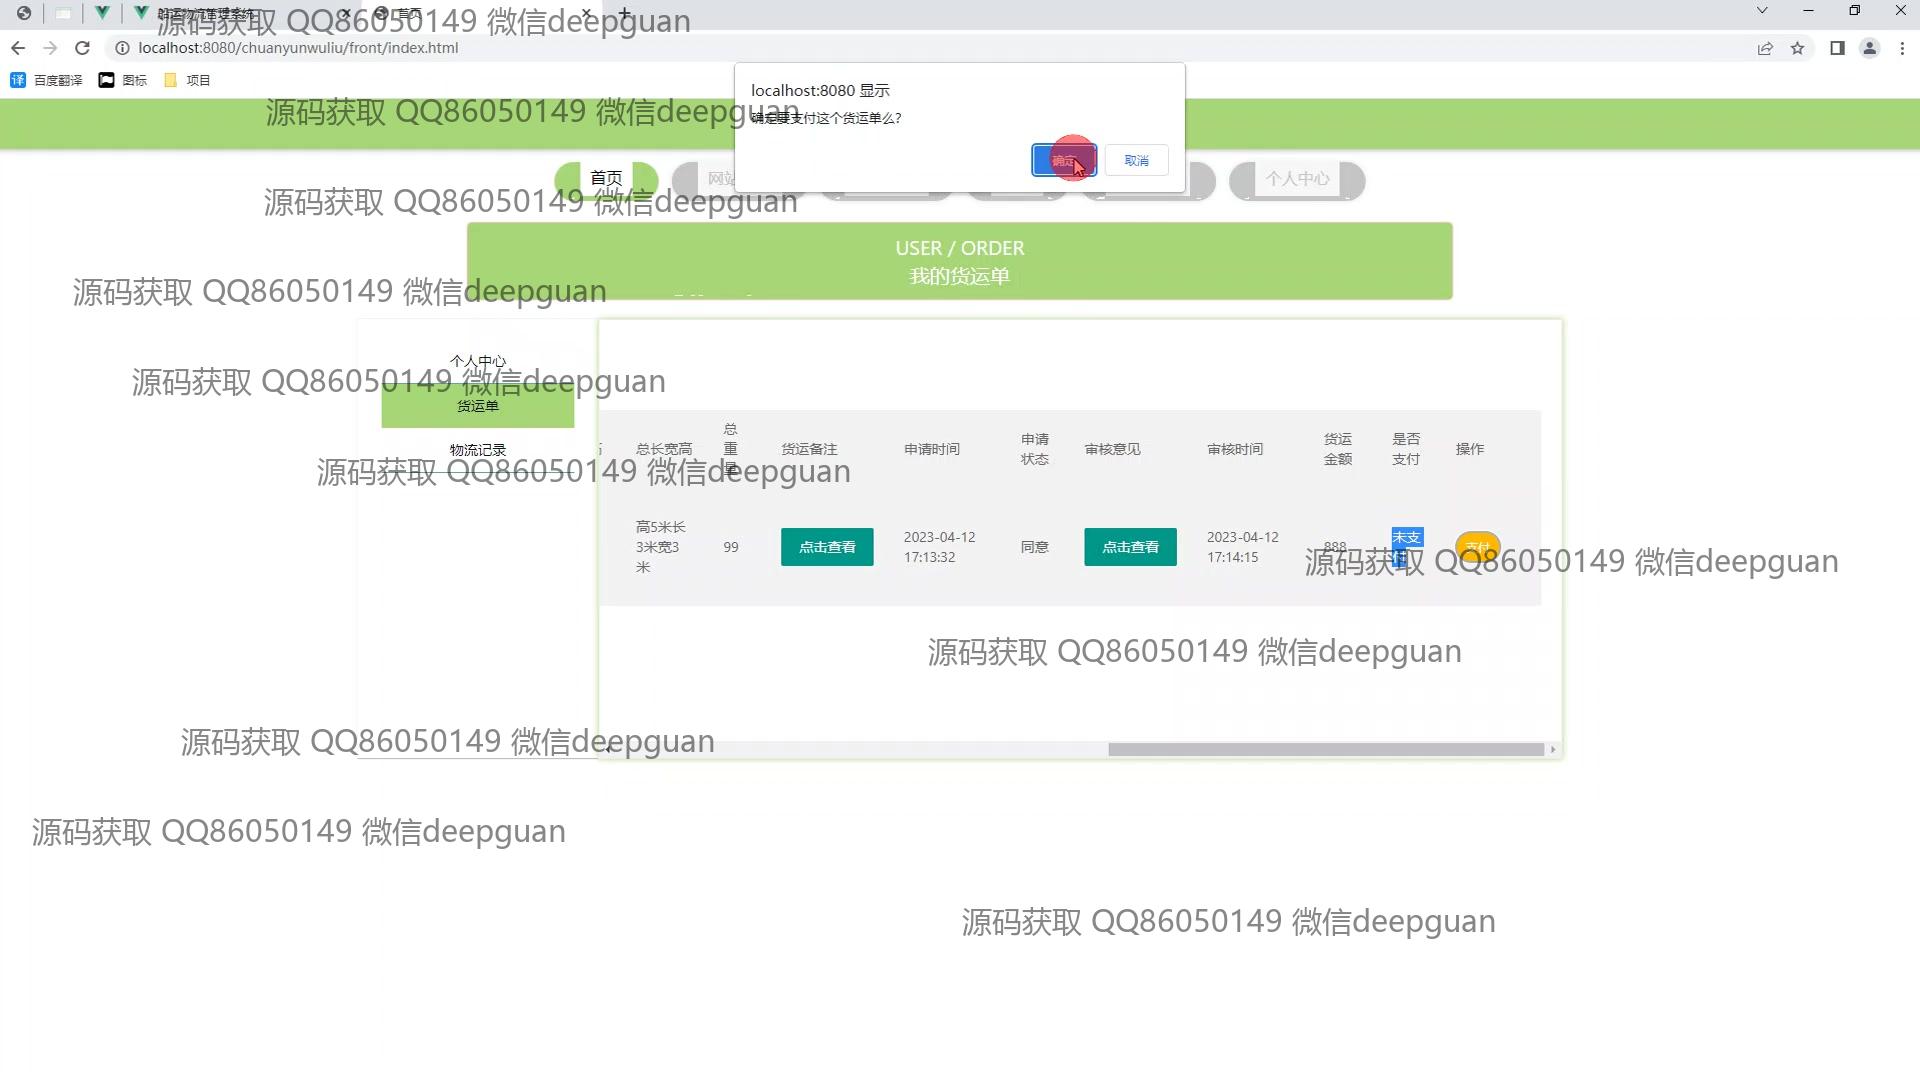 船运物流管理系统
首页
源码获取 QQ86050149 微信deepguan
localhost:8080/chuanyunwuliu/front/index.html
百度翻译
图标
项目
localhost:8080 显示
确定要支付这个货运单么?
源码获取 QQ86050149 微信deepguan
确定
取消
首页
网站
个人中心
源码获取 QQ86050149 微信deepguan
USER / ORDER
我的货运单
源码获取 QQ86050149 微信deepguan
个人中心
源码获取 QQ86050149 微信deepguan
货运单
物流记录
总长宽高
总重量
货运备注
申请时间
申请状态
审核意见
审核时间
货运金额
是否支付
操作
源码获取 QQ86050149 微信deepguan
高5米长
3米宽3
米
99
点击查看
2023-04-12
17:13:32
同意
点击查看
2023-04-12
17:14:15
888
未支付
支付
源码获取 QQ86050149 微信deepguan
源码获取 QQ86050149 微信deepguan
源码获取 QQ86050149 微信deepguan
源码获取 QQ86050149 微信deepguan
源码获取 QQ86050149 微信deepguan